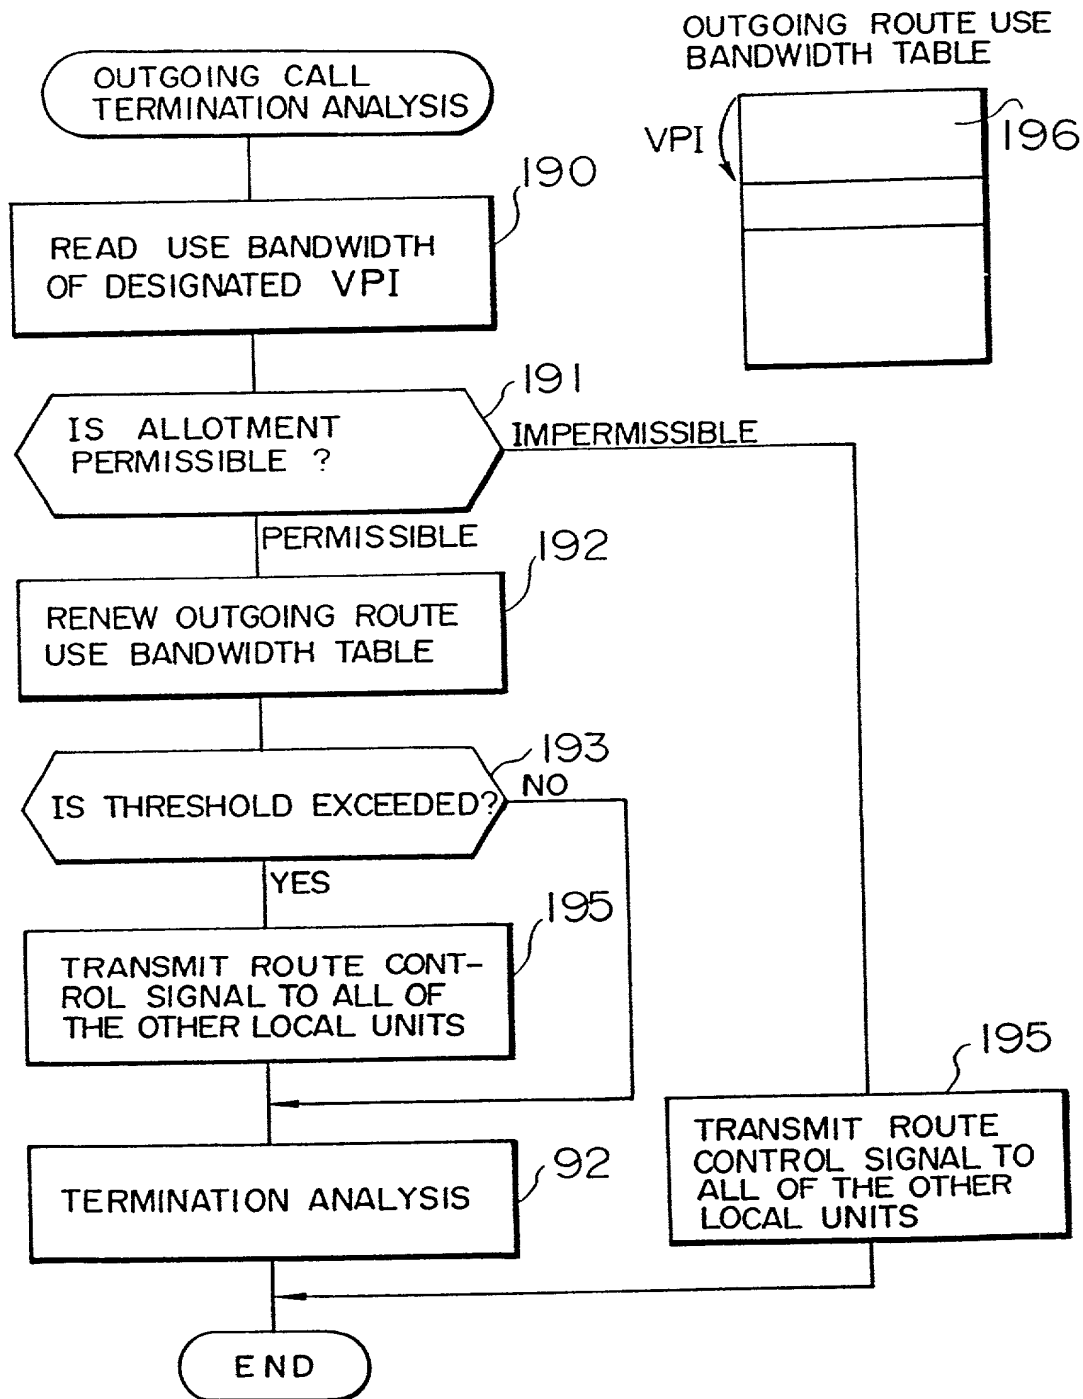 OUTGOING ROUTE USE
BANDWIDTH TABLE
VPI
196
OUTGOING CALL
TERMINATION ANALYSIS
190
READ USE BANDWIDTH
OF DESIGNATED VPI
191
IS ALLOTMENT
PERMISSIBLE ?
IMPERMISSIBLE
PERMISSIBLE
192
RENEW OUTGOING ROUTE
USE BANDWIDTH TABLE
193
IS THRESHOLD EXCEEDED?
NO
YES
195
TRANSMIT ROUTE CONT-
ROL SIGNAL TO ALL OF
THE OTHER LOCAL UNITS
195
TRANSMIT ROUTE
CONTROL SIGNAL TO
ALL OF THE OTHER
LOCAL UNITS
92
TERMINATION ANALYSIS
END